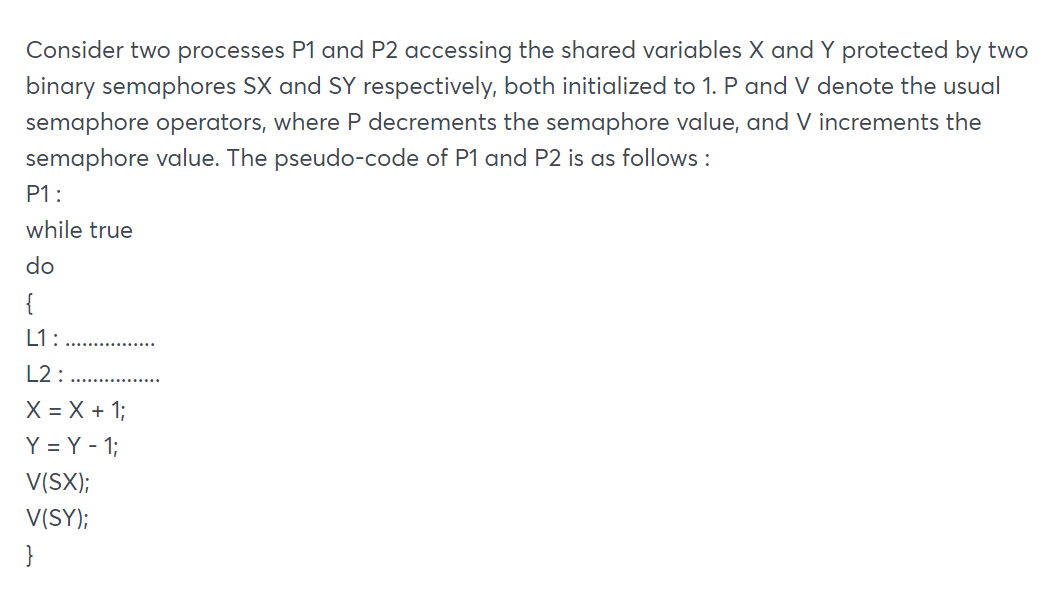 Consider two processes P1 and P2 accessing the shared variables X and Y protected by two
binary semaphores SX and SY respectively, both initialized to 1. P and V denote the usual
semaphore operators, where P decrements the semaphore value, and V increments the
semaphore value. The pseudo-code of P1 and P2 is as follows :
P1 :
while true
do
{
L1 : ...............
L2 : ...............
X = X + 1;
Y = Y - 1;
V(SX);
V(SY);
}